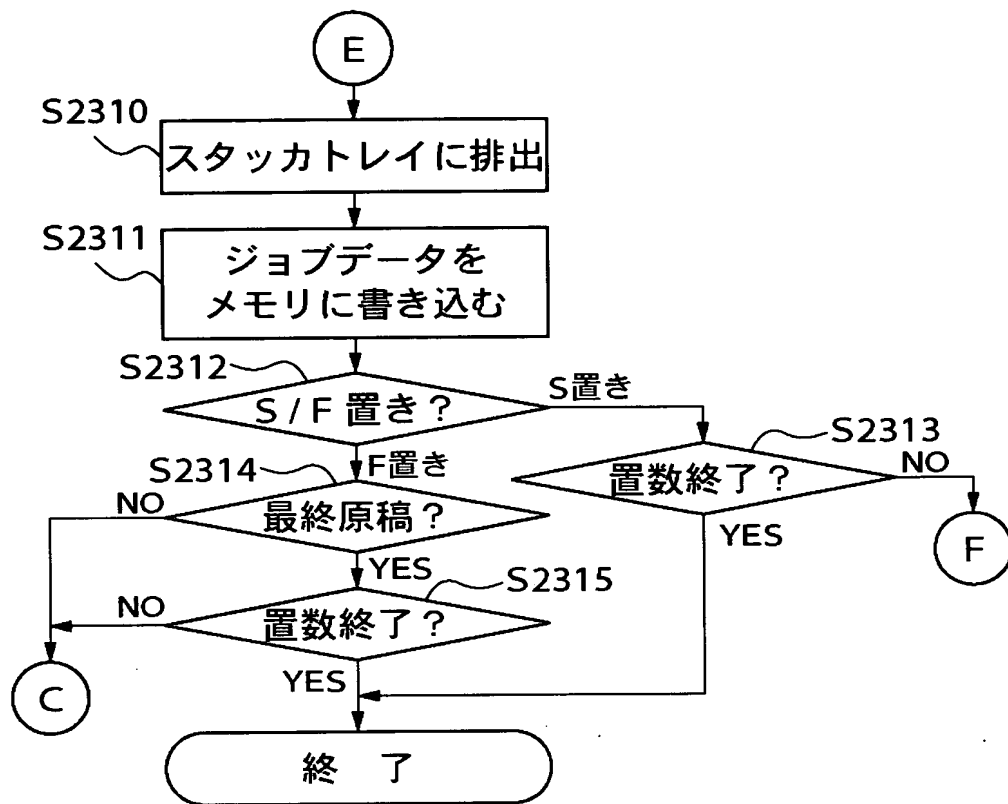 E
S2310
スタッカトレイに排出
S2311
ジョブデータを
メモリに書き込む
S2312
S / F 置き？
S置き
S2313
置数終了？
NO
YES
F
F置き
S2314
NO
最終原稿？
YES
S2315
NO
置数終了？
YES
C
終 了